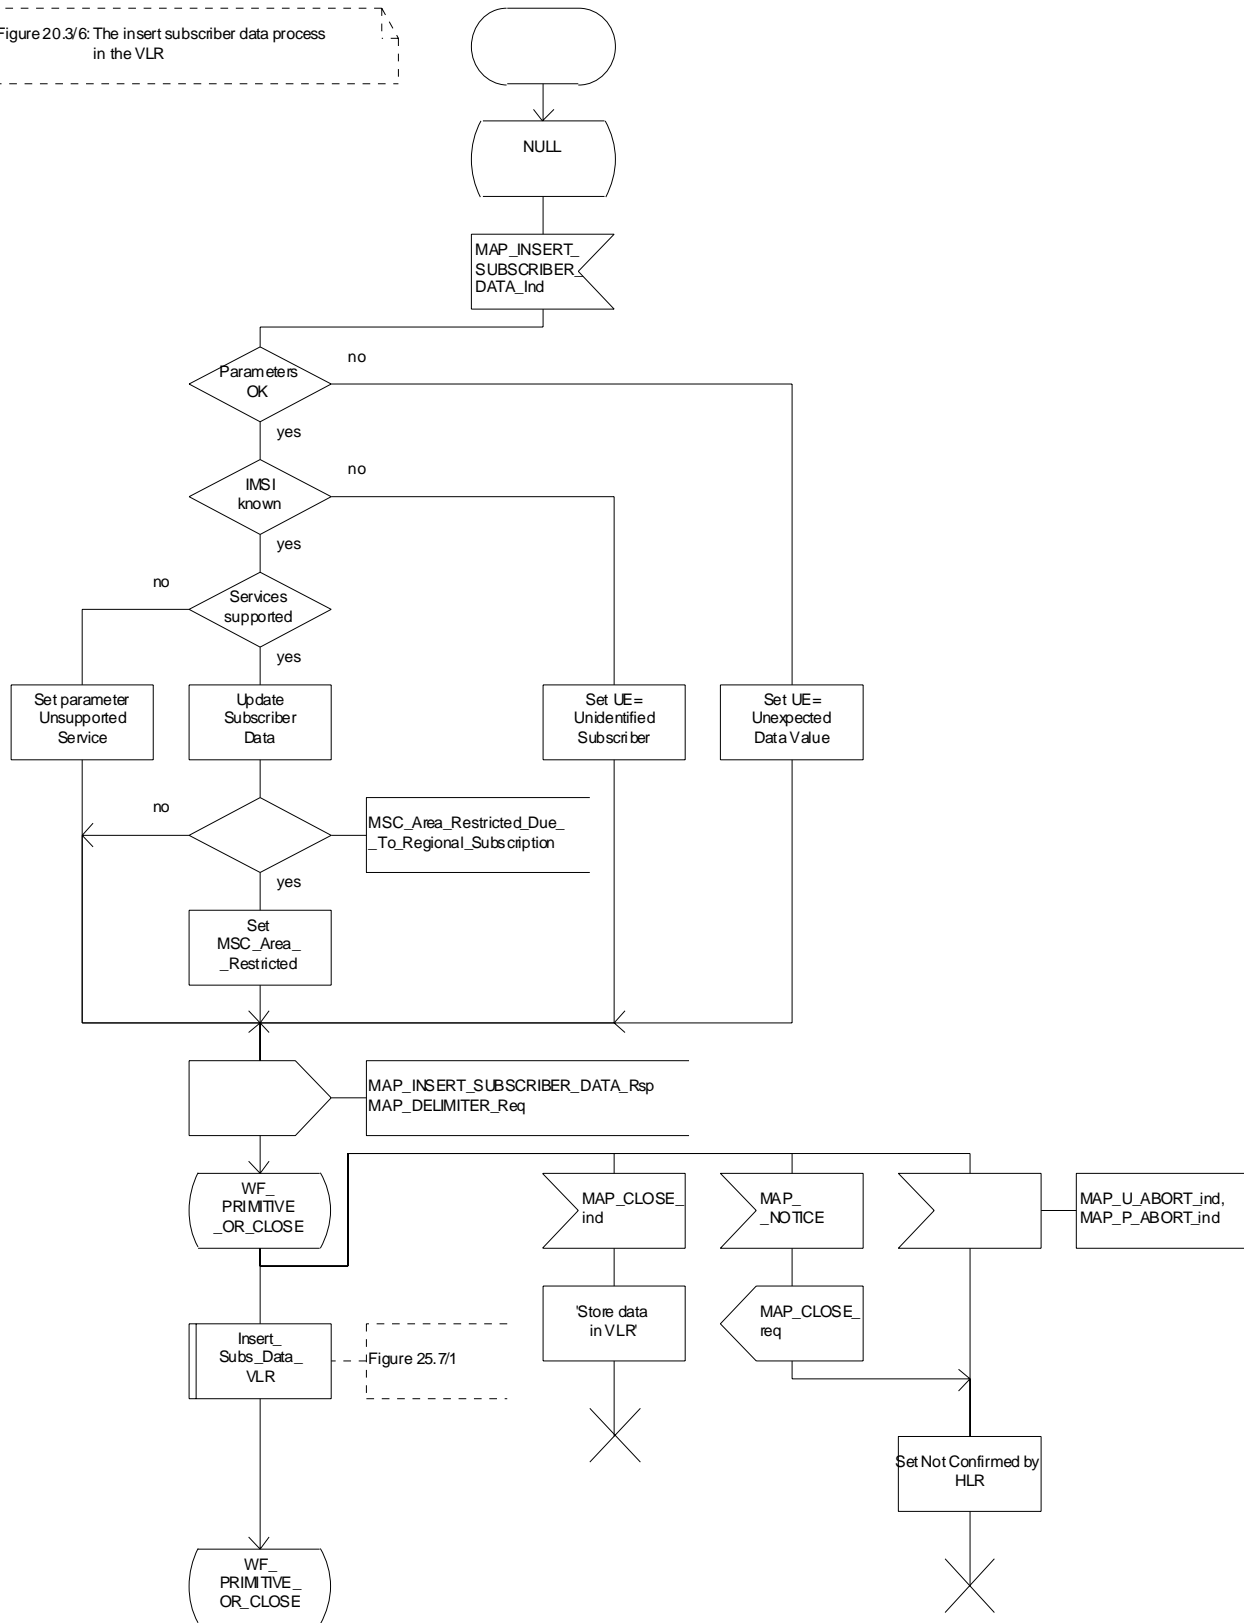 Figure 20.3/6: The insert subscriber data process
in the VLR
NULL
MAP_INSERT_
SUBSCRIBER_
DATA_Ind
no
Parameters
OK
yes
no
IMSI
known
yes
no
Services
supported
yes
Set parameter
Unsupported
Service
Update
Subscriber
Data
Set UE=
Unidentified
Subscriber
Set UE=
Unexpected
Data Value
no
MSC_Area_Restricted_Due_
_To_Regional_Subscription
yes
Set
MSC_Area_
_Restricted
MAP_INSERT_SUBSCRIBER_DATA_Rsp
MAP_DELIMITER_Req
WF_
PRIMITIVE
_OR_CLOSE
MAP_CLOSE_
ind
MAP_
_NOTICE
MAP_U_ABORT_ind,
MAP_P_ABORT_ind
'Store data
in VLR'
MAP_CLOSE_
req
Insert_
Subs_Data_
VLR
Figure 25.7/1
Set Not Confirmed by
HLR
WF_
PRIMITIVE_
OR_CLOSE